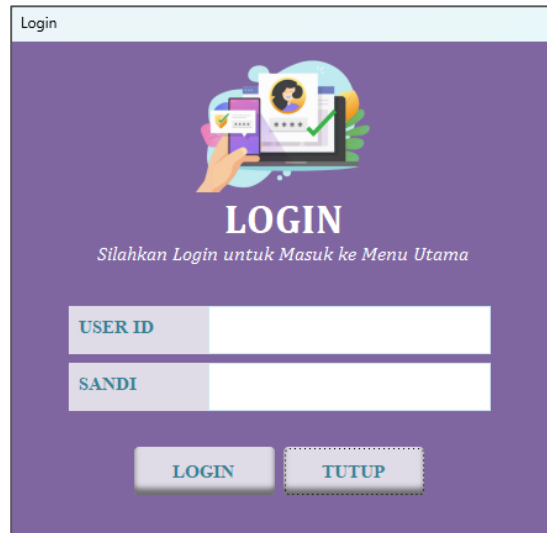 Login
LOGIN
Silahkan Login untuk Masuk ke Menu Utama
USER ID
SANDI
LOGIN
TUTUP